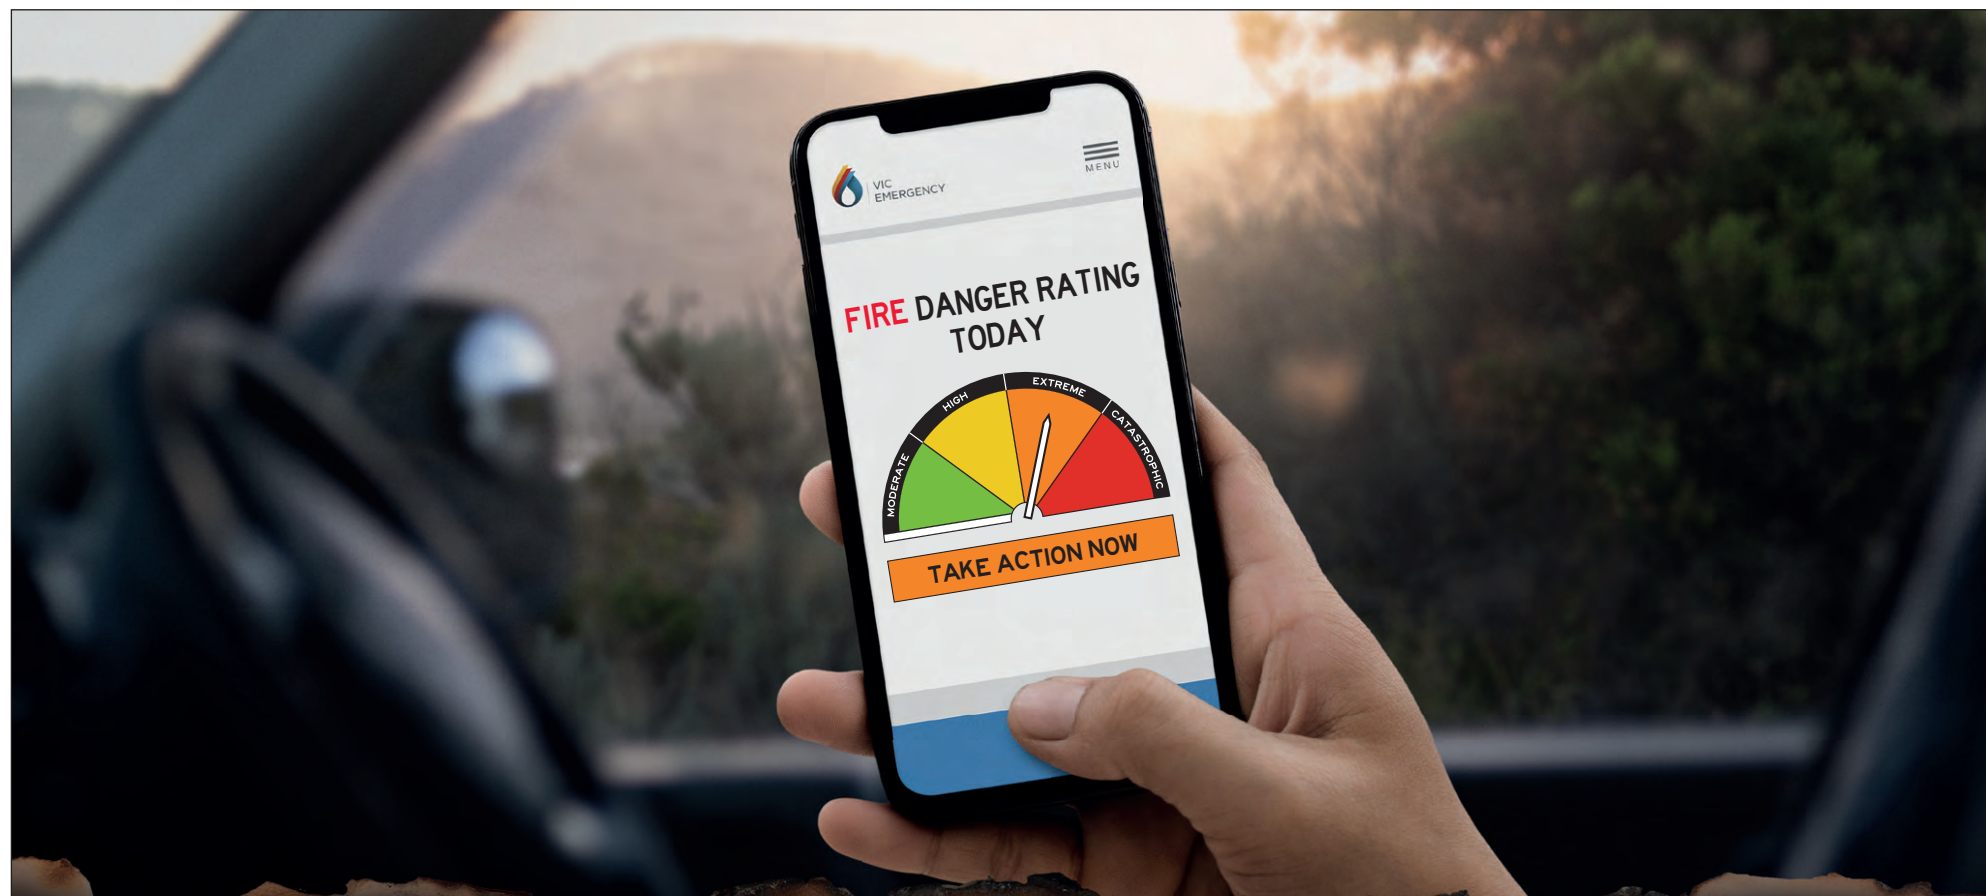 VIC
EMERGENCY
MENU
FIRE DANGER RATING
TODAY
MODERATE
HIGH
EXTREME
CATASTROPHIC
TAKE ACTION NOW